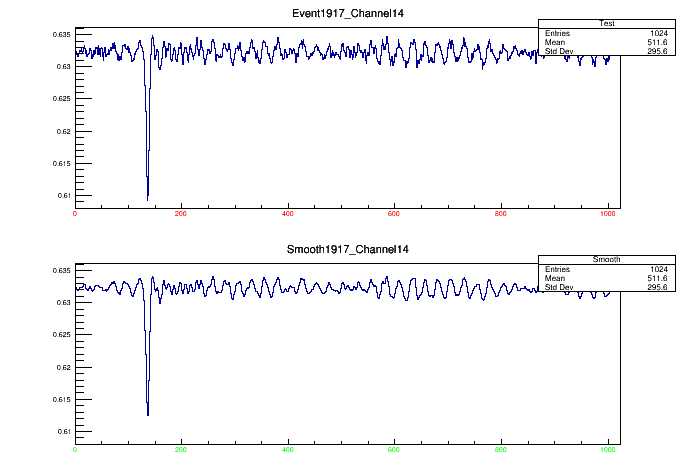 Event1917_Channel14
Test
Entries 1024
Mean 511.6
Std Dev 295.6
0.635
0.63
0.625
0.62
0.615
0.61
0 200 400 600 800 1000
Smooth1917_Channel14
Smooth
Entries 1024
Mean 511.6
Std Dev 295.6
0.635
0.63
0.625
0.62
0.615
0.61
0 200 400 600 800 1000